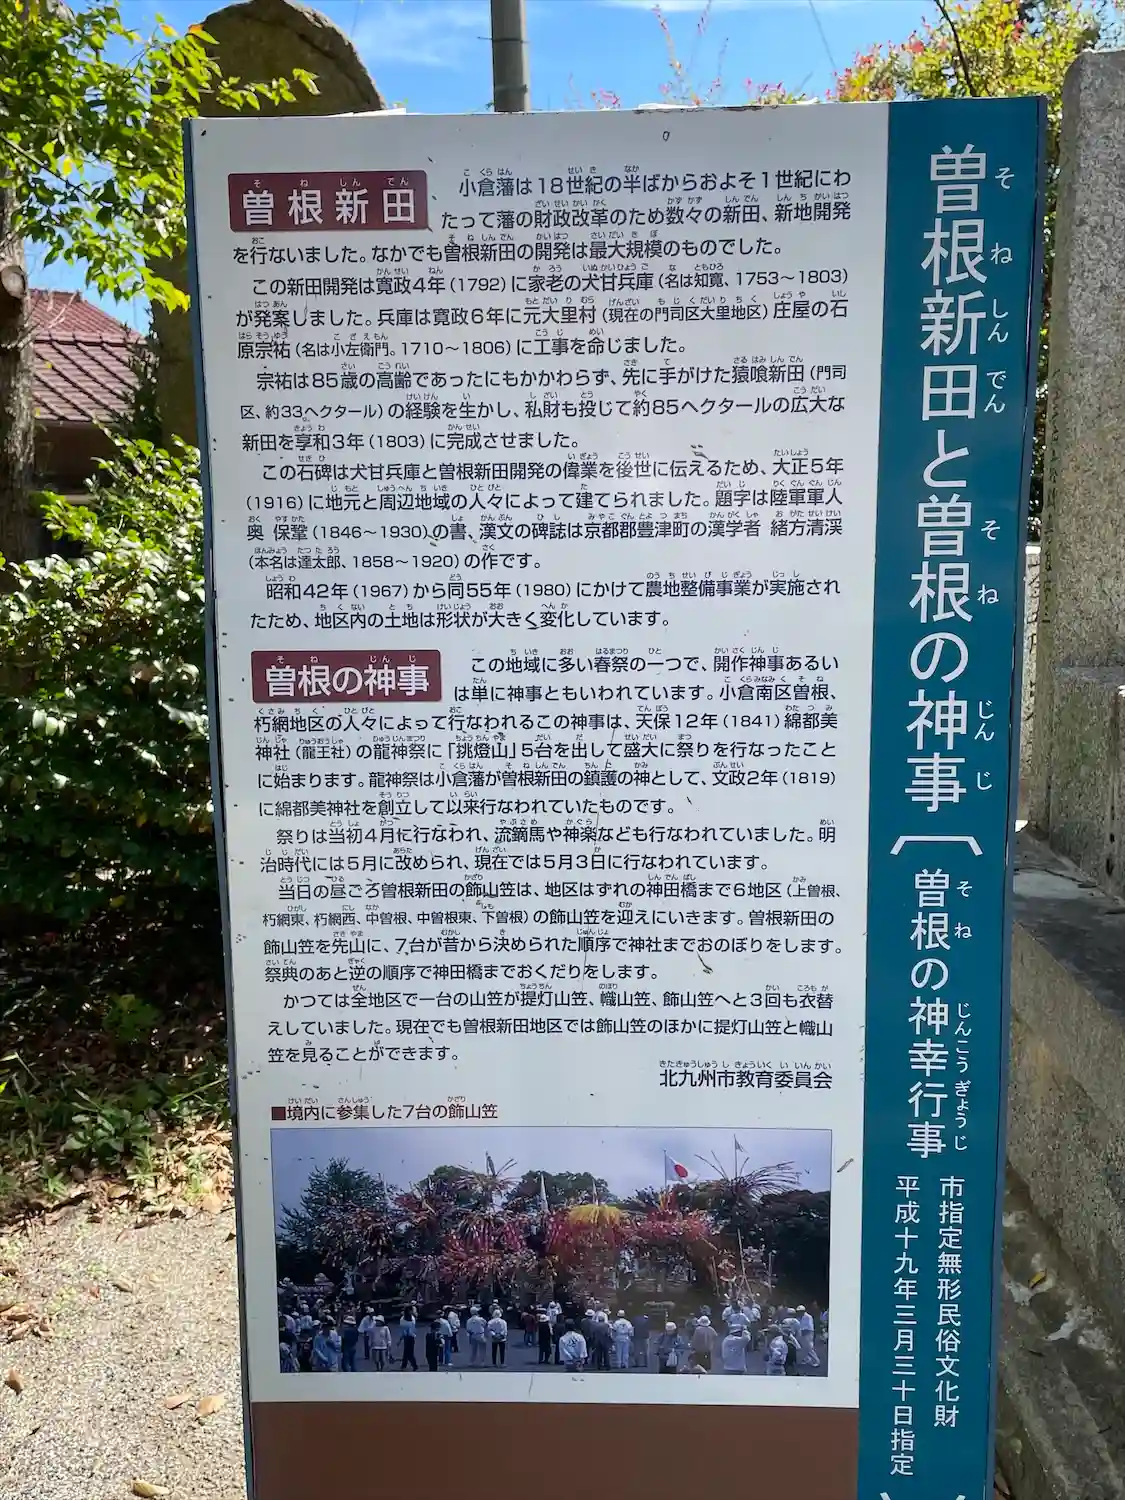 曽根新田と曽根の神事
曽根の神幸行事
市指定無形民俗文化財
平成十九年三月三十日指定
曽根新田
小倉藩は18世紀の半ばからおよそ1世紀にわ
たって藩の財政改革のため数々の新田、新地開発
を行ないました。なかでも曽根新田の開発は最大規模のものでした。
この新田開発は寛政4年(1792)に家老の犬甘兵庫(名は知寛、1753〜1803)
が発案しました。兵庫は寛政6年に元大里村(現在の門司区大里地区)庄屋の石
原宗祐(名は小左衛門。1710〜1806)に工事を命じました。
宗祐は85歳の高齢であったにもかかわらず、先に手がけた猿喰新田(門司
区、約33ヘクタール)の経験を生かし、私財も投じて約85ヘクタールの広大な
新田を享和3年(1803)に完成させました。
この石碑は犬甘兵庫と曽根新田開発の偉業を後世に伝えるため、大正5年
(1916)に地元と周辺地域の人々によって建てられました。題字は陸軍軍人
奥 保鞏(1846〜1930)の書、漢文の碑誌は京都郡豊津町の漢学者 緒方清渓
(本名は達太郎、1858〜1920)の作です。
昭和42年(1967)から同55年(1980)にかけて農地整備事業が実施され
たため、地区内の土地は形状が大きく変化しています。
曽根の神事
この地域に多い春祭の一つで、開作神事あるい
は単に神事ともいわれています。小倉南区曽根、
朽網地区の人々によって行なわれるこの神事は、天保12年(1841)綿都美
神社(龍王社)の龍神祭に「挑燈山」5台を出して盛大に祭りを行なったこと
に始まります。龍神祭は小倉藩が曽根新田の鎮護の神として、文政2年(1819)
に綿都美神社を創立して以来行なわれていたものです。
祭りは当初4月に行なわれ、流鏑馬や神楽なども行なわれていました。明
治時代には5月に改められ、現在では5月3日に行なわれています。
当日の昼ごろ曽根新田の飾山笠は、地区はずれの神田橋まで6地区(上曽根、
朽網東、朽網西、中曽根、中曽根東、下曽根)の飾山笠を迎えにいきます。曽根新田の
飾山笠を先山に、7台が昔から決められた順序で神社までおのぼりをします。
祭典のあと逆の順序で神田橋までおくだりをします。
かつては全地区で一台の山笠が提灯山笠、幟山笠、飾山笠へと3回も衣替
えしていました。現在でも曽根新田地区では飾山笠のほかに提灯山笠と幟山
笠を見ることができます。
北九州市教育委員会
■境内に参集した7台の飾山笠